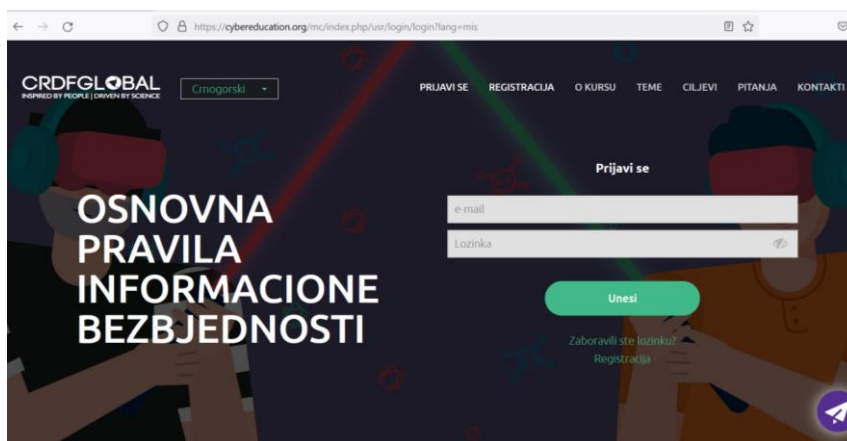 https://cybereducation.org/mc/index.php/usr/login/login?lang=mis
CRDFGLOBAL
INSPIRED BY PEOPLE | DRIVEN BY SCIENCE
Crnogorski
PRIJAVI SE REGISTRACIJA O KURSU TEME CILJEVI PITANJA KONTAKTI
Prijavi se
e-mail
Lozinka
Unesi
Zaboravili ste lozinku?
Registracija
OSNOVNA
PRAVILA
INFORMACIONE
BEZBJEDNOSTI